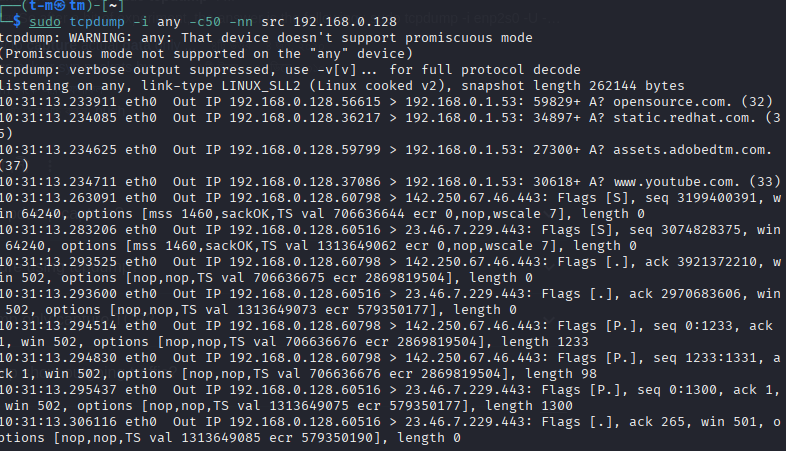 (t-m㉿tm)-[~]
$ sudo tcpdump -i any -c50 -nn src 192.168.0.128
tcpdump: WARNING: any: That device doesn't support promiscuous mode
(Promiscuous mode not supported on the "any" device)
tcpdump: verbose output suppressed, use -v[v]... for full protocol decode
listening on any, link-type LINUX_SLL2 (Linux cooked v2), snapshot length 262144 bytes
10:31:13.233911 eth0  Out IP 192.168.0.128.56615 > 192.168.0.1.53: 59829+ A? opensource.com. (32)
10:31:13.234085 eth0  Out IP 192.168.0.128.36217 > 192.168.0.1.53: 34897+ A? static.redhat.com. (3
5)
10:31:13.234625 eth0  Out IP 192.168.0.128.59799 > 192.168.0.1.53: 27300+ A? assets.adobedtm.com.
(37)
10:31:13.234711 eth0  Out IP 192.168.0.128.37086 > 192.168.0.1.53: 30618+ A? www.youtube.com. (33)
10:31:13.263091 eth0  Out IP 192.168.0.128.60798 > 142.250.67.46.443: Flags [S], seq 3199400391, w
in 64240, options [mss 1460,sackOK,TS val 706636644 ecr 0,nop,wscale 7], length 0
10:31:13.283206 eth0  Out IP 192.168.0.128.60516 > 23.46.7.229.443: Flags [S], seq 3074828375, win
 64240, options [mss 1460,sackOK,TS val 1313649062 ecr 0,nop,wscale 7], length 0
10:31:13.293525 eth0  Out IP 192.168.0.128.60798 > 142.250.67.46.443: Flags [.], ack 3921372210, w
in 502, options [nop,nop,TS val 706636675 ecr 2869819504], length 0
10:31:13.293600 eth0  Out IP 192.168.0.128.60516 > 23.46.7.229.443: Flags [.], ack 2970683606, win
 502, options [nop,nop,TS val 1313649073 ecr 579350177], length 0
10:31:13.294514 eth0  Out IP 192.168.0.128.60798 > 142.250.67.46.443: Flags [P.], seq 0:1233, ack
1, win 502, options [nop,nop,TS val 706636676 ecr 2869819504], length 1233
10:31:13.294830 eth0  Out IP 192.168.0.128.60798 > 142.250.67.46.443: Flags [P.], seq 1233:1331, a
ck 1, win 502, options [nop,nop,TS val 706636676 ecr 2869819504], length 98
10:31:13.295437 eth0  Out IP 192.168.0.128.60516 > 23.46.7.229.443: Flags [P.], seq 0:1300, ack 1,
 win 502, options [nop,nop,TS val 1313649075 ecr 579350177], length 1300
10:31:13.306116 eth0  Out IP 192.168.0.128.60516 > 23.46.7.229.443: Flags [.], ack 265, win 501, o
ptions [nop,nop,TS val 1313649085 ecr 579350190], length 0